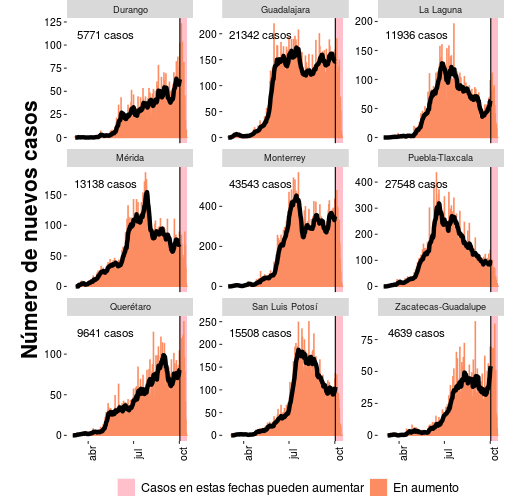 Número de nuevos casos
Durango Guadalajara La Laguna
5771 casos 21342 casos 11936 casos
125 100 75 50 25 0
200 150 100 50 0
200 150 100 50 0
Mérida Monterrey Puebla-Tlaxcala
13138 casos 43543 casos 27548 casos
150 100 50 0
400 200 0
400 300 200 100 0
Querétaro San Luis Potosí Zacatecas-Guadalupe
9641 casos 15508 casos 4639 casos
100 50 0
250 200 150 100 50 0
75 50 25 0
abr jul oct abr jul oct abr jul oct
Casos en estas fechas pueden aumentar En aumento